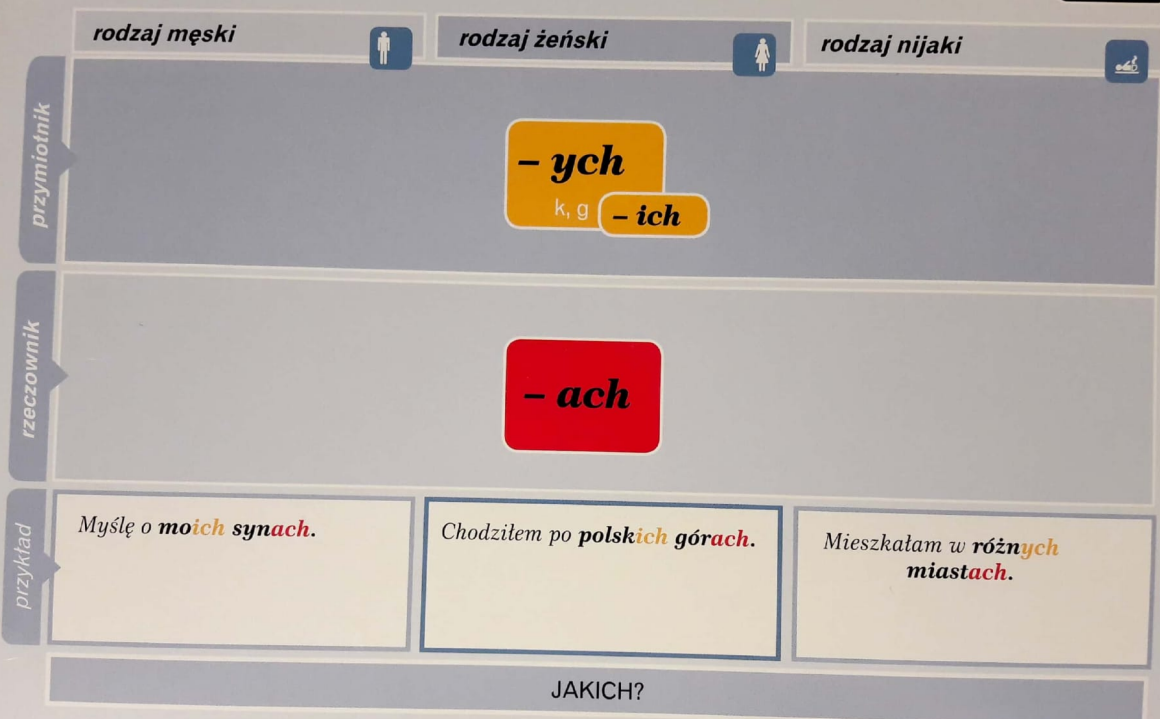 rodzaj męski
rodzaj żeński
rodzaj nijaki
przymiotnik
– ych
k, g – ich
rzeczownik
– ach
przykład
Myślę o moich synach.
Chodziłem po polskich górach.
Mieszkałam w różnych
miastach.
JAKICH?